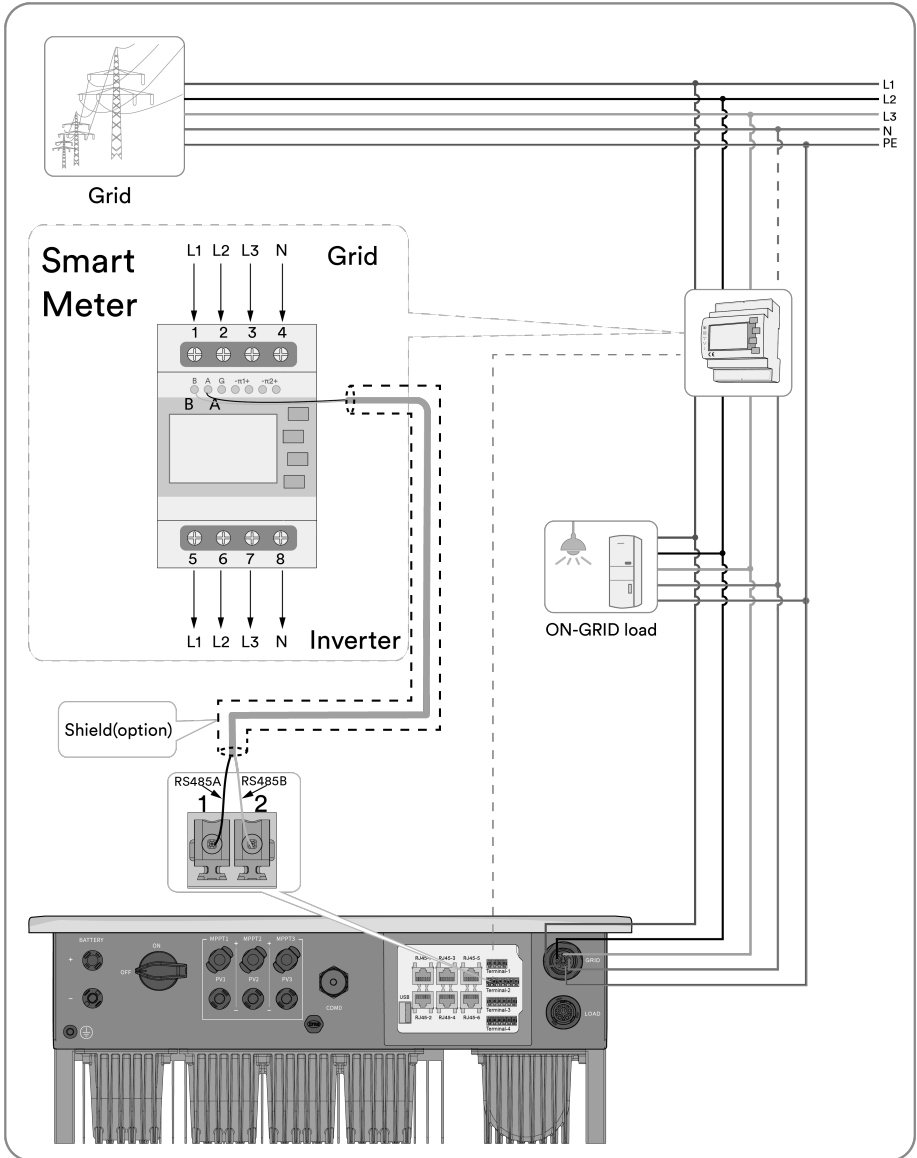 L1
L2
L3
N
PE
Grid
Smart
Meter
L1 L2 L3 N
Grid
1 2 3 4
B A G -π1+ -π2+
B A
5 6 7 8
L1 L2 L3 N
Inverter
ON-GRID load
Shield(option)
RS485A RS485B
1 2
BATTERY
+
-
ON
OFF
MPPT1 MPPT2 MPPT3
+ +
PV1 PV2 PV3
- -
COM0
RJ45-3 RJ45-5
USB
RJ45-2 RJ45-4 RJ45-6
Terminal-1
Terminal-2
Terminal-3
Terminal-4
GRID
LOAD